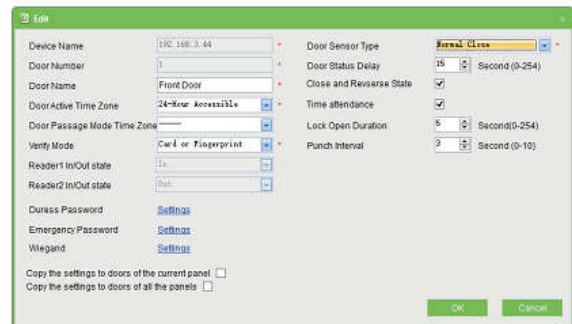 Edit
Device Name 192.168.3.44 * Door Sensor Type Normal Close *
Door Number 1 * Door Status Delay 15 Second (0-254)
Door Name Front Door * Close and Revserse State
Door Active Time Zone 24-Hour Accessible * Time attendance
Door Passage Mode Time Zone ------ Lock Open Duration 5 Second(0-254)
Verify Mode Card or Fingerprint * Punch Interval 3 Second (0-10)
Reader1 In/Out state In
Reader2 In/Out state Out
Duress Password Settings
Emergency Password Settings
Wiegand Settings
Copy the settings to doors of the current panel
Copy the settings to doors of all the panels
OK Cancel